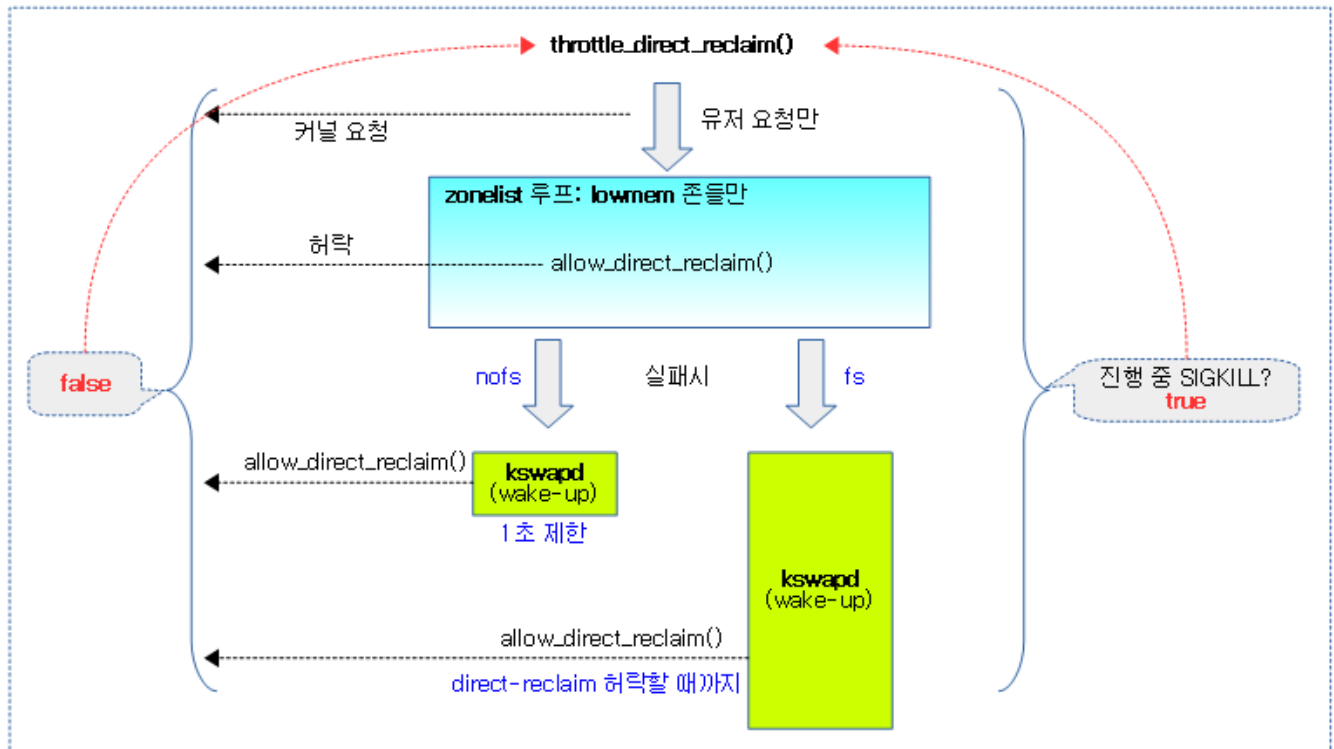 throttle_direct_reclaim()
커널 요청
유저 요청만
zonelist 루프: lowmem 존들만
허락
allow_direct_reclaim()
nofs
실패시
fs
false
진행 중 SIGKILL?
true
allow_direct_reclaim()
kswapd
(wake-up)
1초 제한
kswapd
(wake-up)
allow_direct_reclaim()
direct-reclaim 허락할 때까지